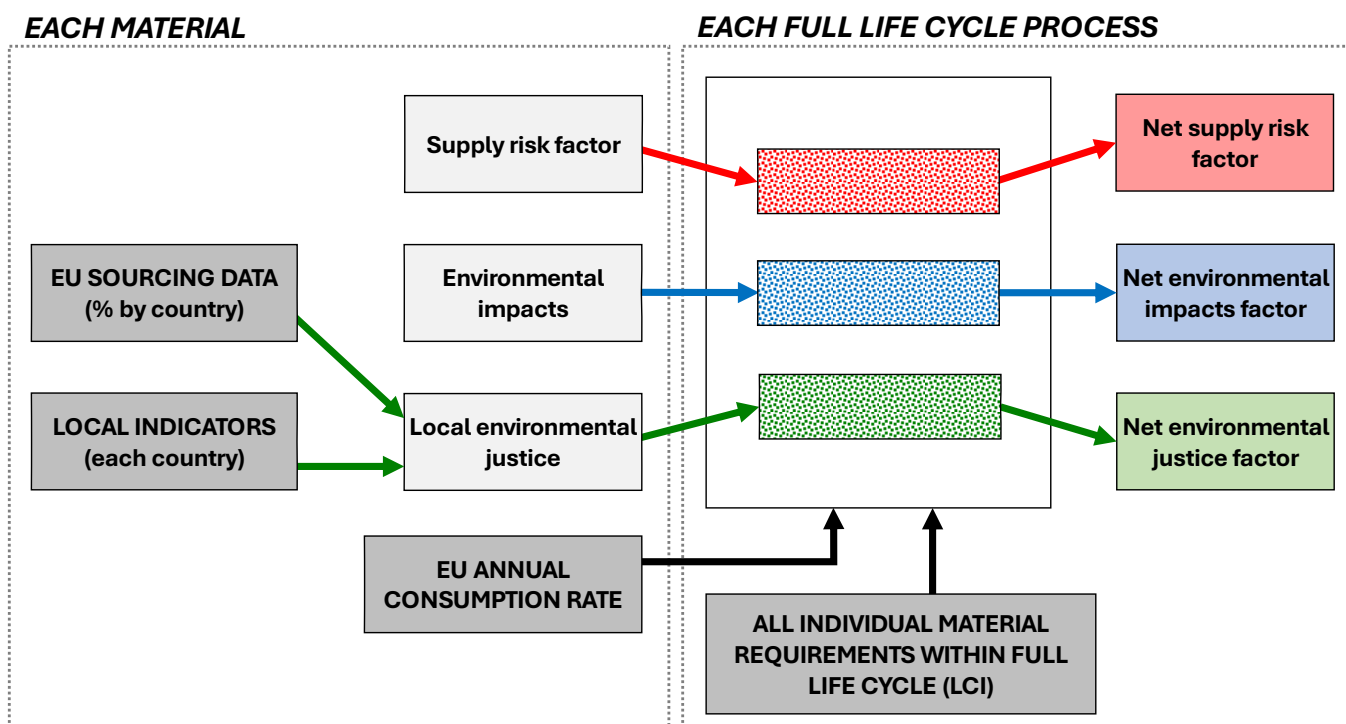 EACH MATERIAL
EACH FULL LIFE CYCLE PROCESS
Supply risk factor
Net supply risk
factor
EU SOURCING DATA
(% by country)
Environmental
impacts
Net environmental
impacts factor
LOCAL INDICATORS
(each country)
Local environmental
justice
Net environmental
justice factor
EU ANNUAL
CONSUMPTION RATE
ALL INDIVIDUAL MATERIAL
REQUIREMENTS WITHIN FULL
LIFE CYCLE (LCI)